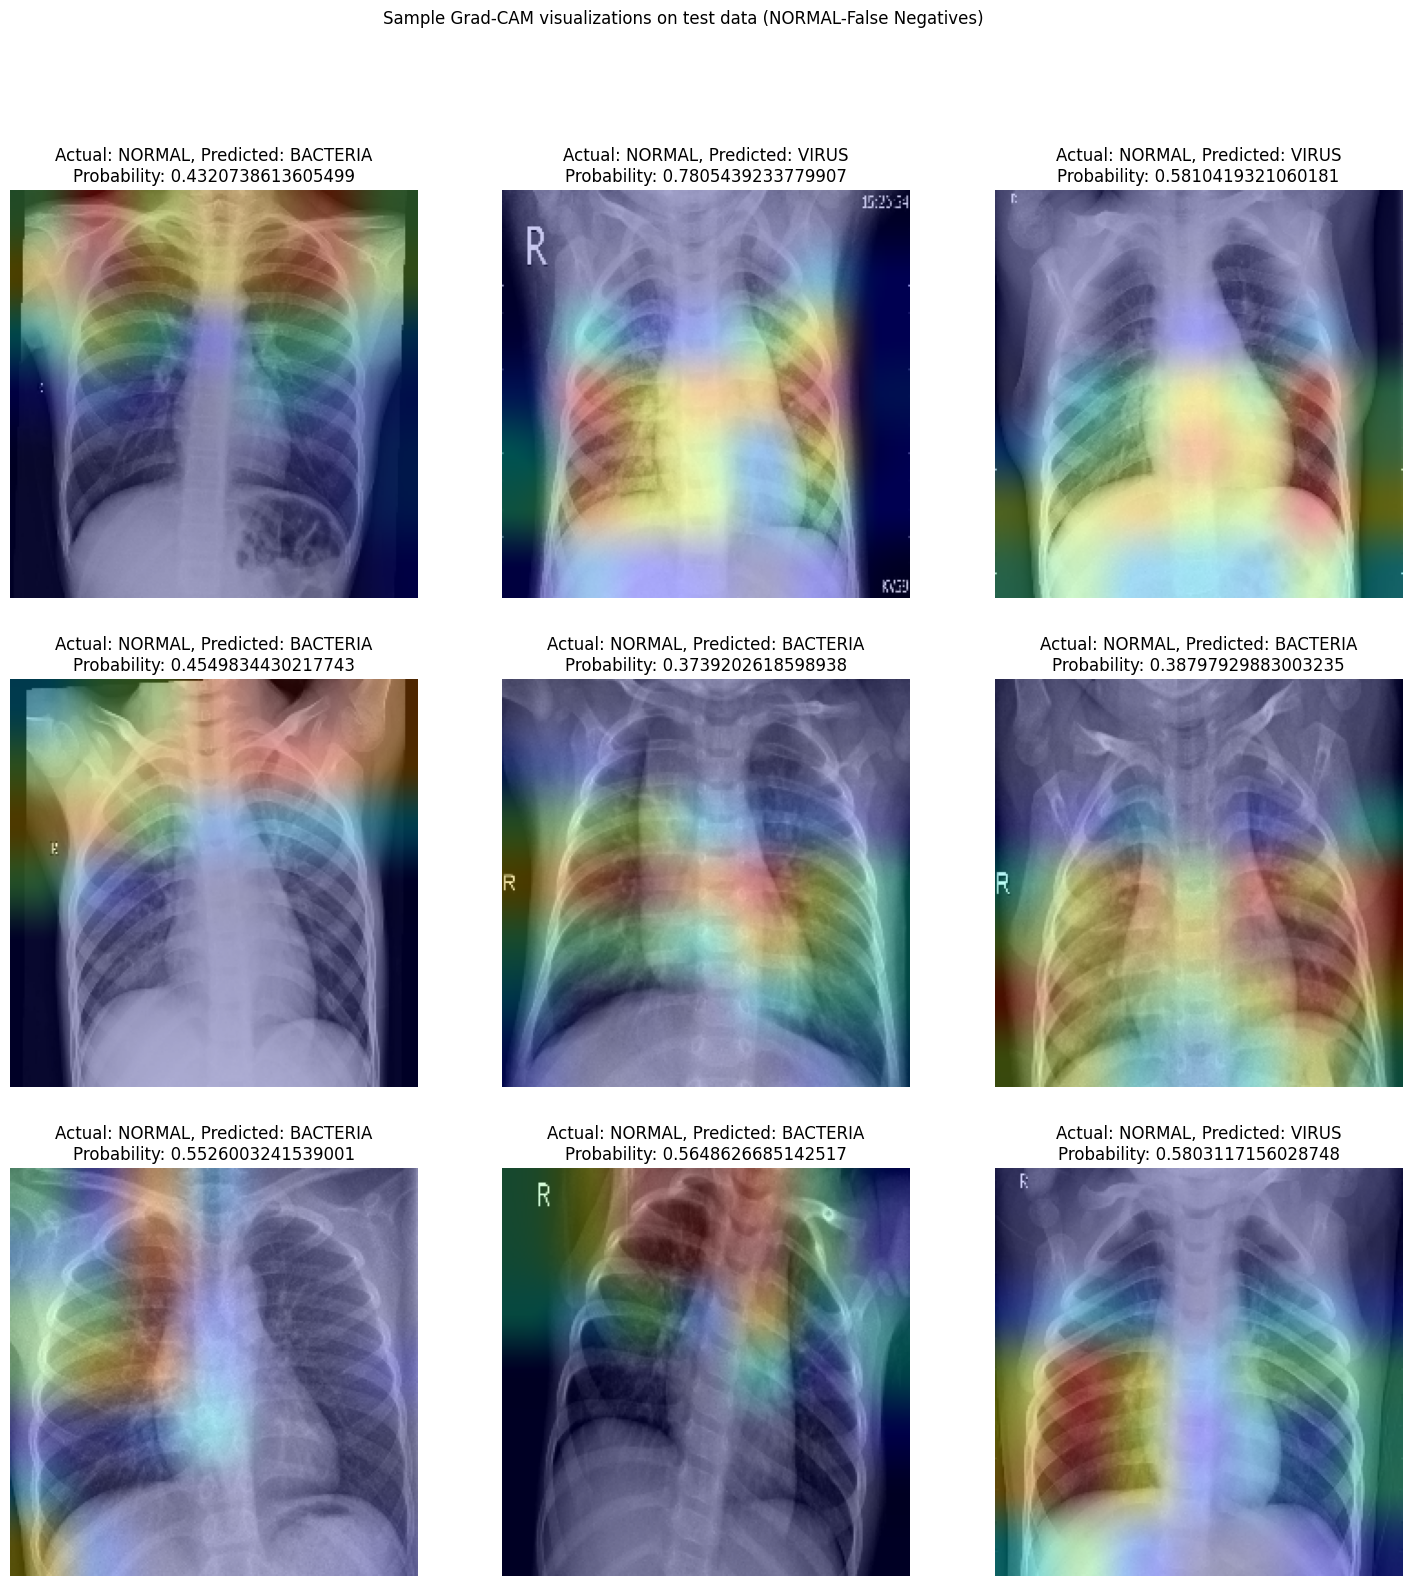 Sample Grad-CAM visualizations on test data (NORMAL-False Negatives)
Actual: NORMAL, Predicted: BACTERIA
Probability: 0.4320738613605499
Actual: NORMAL, Predicted: VIRUS
Probability: 0.7805439233779907
Actual: NORMAL, Predicted: VIRUS
Probability: 0.5810419321060181
R
Actual: NORMAL, Predicted: BACTERIA
Probability: 0.4549834430217743
Actual: NORMAL, Predicted: BACTERIA
Probability: 0.3739202618598938
Actual: NORMAL, Predicted: BACTERIA
Probability: 0.38797929883003235
R
R
Actual: NORMAL, Predicted: BACTERIA
Probability: 0.5526003241539001
Actual: NORMAL, Predicted: BACTERIA
Probability: 0.5648626685142517
Actual: NORMAL, Predicted: VIRUS
Probability: 0.5803117156028748
R
R